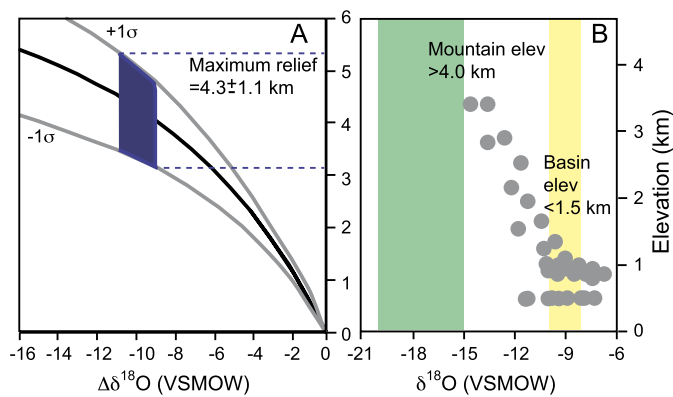 +1σ
A
6
B
Maximum relief
=4.3±1.1 km
-1σ
5
4
3
2
1
0
-16 -14 -12 -10 -8 -6 -4 -2 0
Δδ¹⁸O (VSMOW)
Mountain elev
>4.0 km
Basin
elev
<1.5 km
4
3
2
1
0
Elevation (km)
-21 -18 -15 -12 -9 -6
δ¹⁸O (VSMOW)